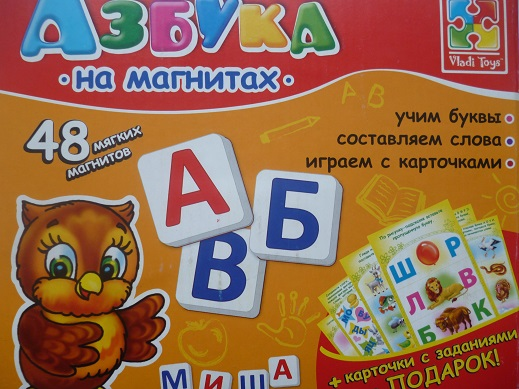 АЗБУКА
• НА МАГНИТАХ •
Vladi Toys
48 мягких
магнитов
учим буквы
составляем слова
играем с карточками
А
Б
В
А, В
Ш О Р
Л В
Б К
МИША
+ карточки с заданиями
ПОДАРОК!